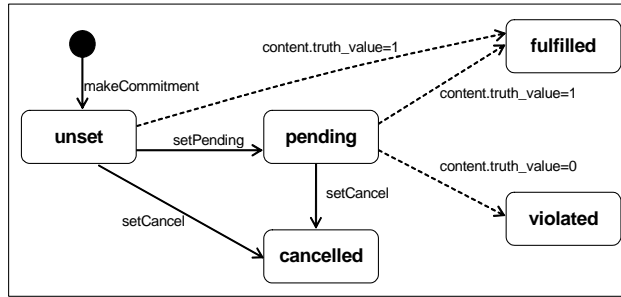 content.truth_value=1
fulfilled
makeCommitment
content.truth_value=1
unset
setPending
pending
content.truth_value=0
setCancel
setCancel
violated
cancelled